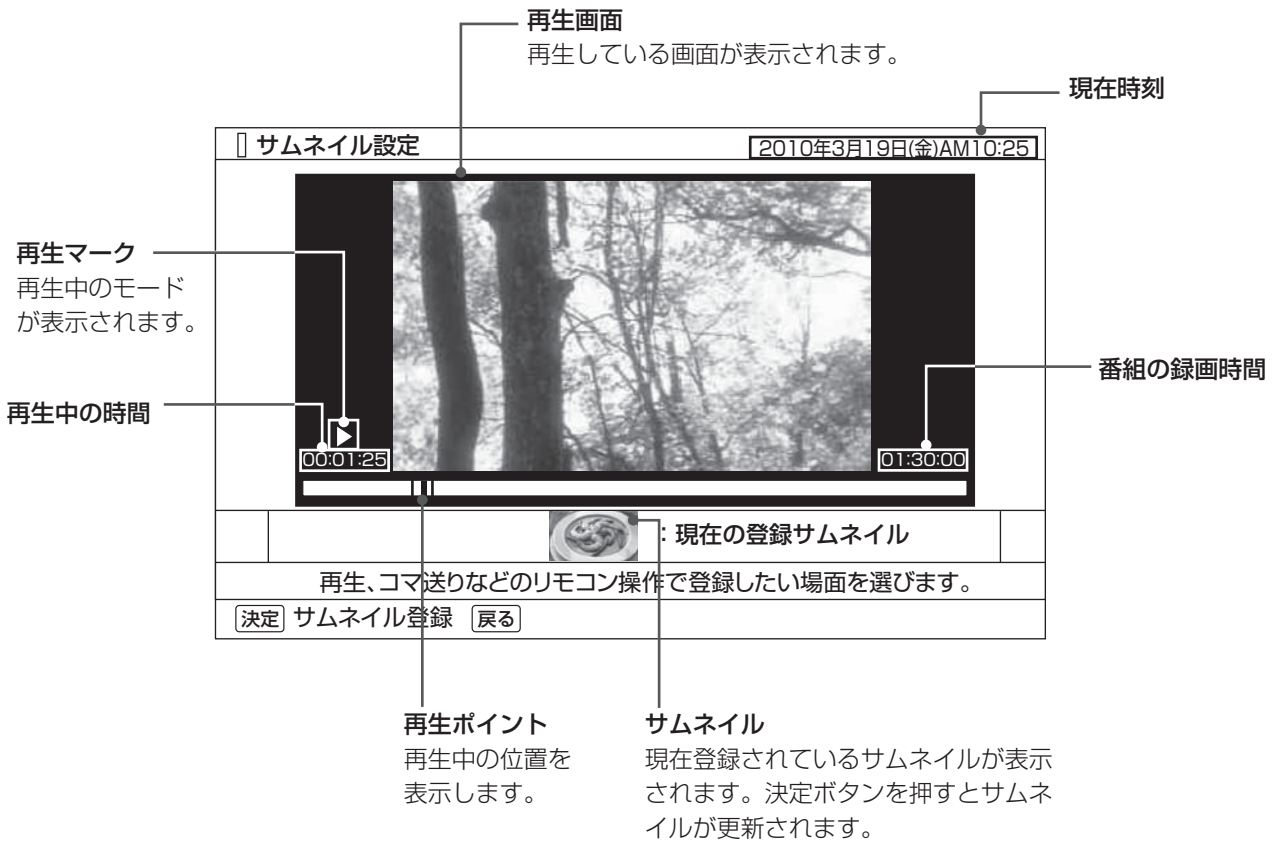 再生画面
再生している画面が表示されます。
現在時刻
サムネイル設定
2010年3月19日(金)AM10:25
再生マーク
再生中のモード
が表示されます。
番組の録画時間
再生中の時間
00:01:25
01:30:00
：現在の登録サムネイル
再生、コマ送りなどのリモコン操作で登録したい場面を選びます。
決定 サムネイル登録 戻る
再生ポイント
再生中の位置を
表示します。
サムネイル
現在登録されているサムネイルが表示
されます。決定ボタンを押すとサムネ
イルが更新されます。